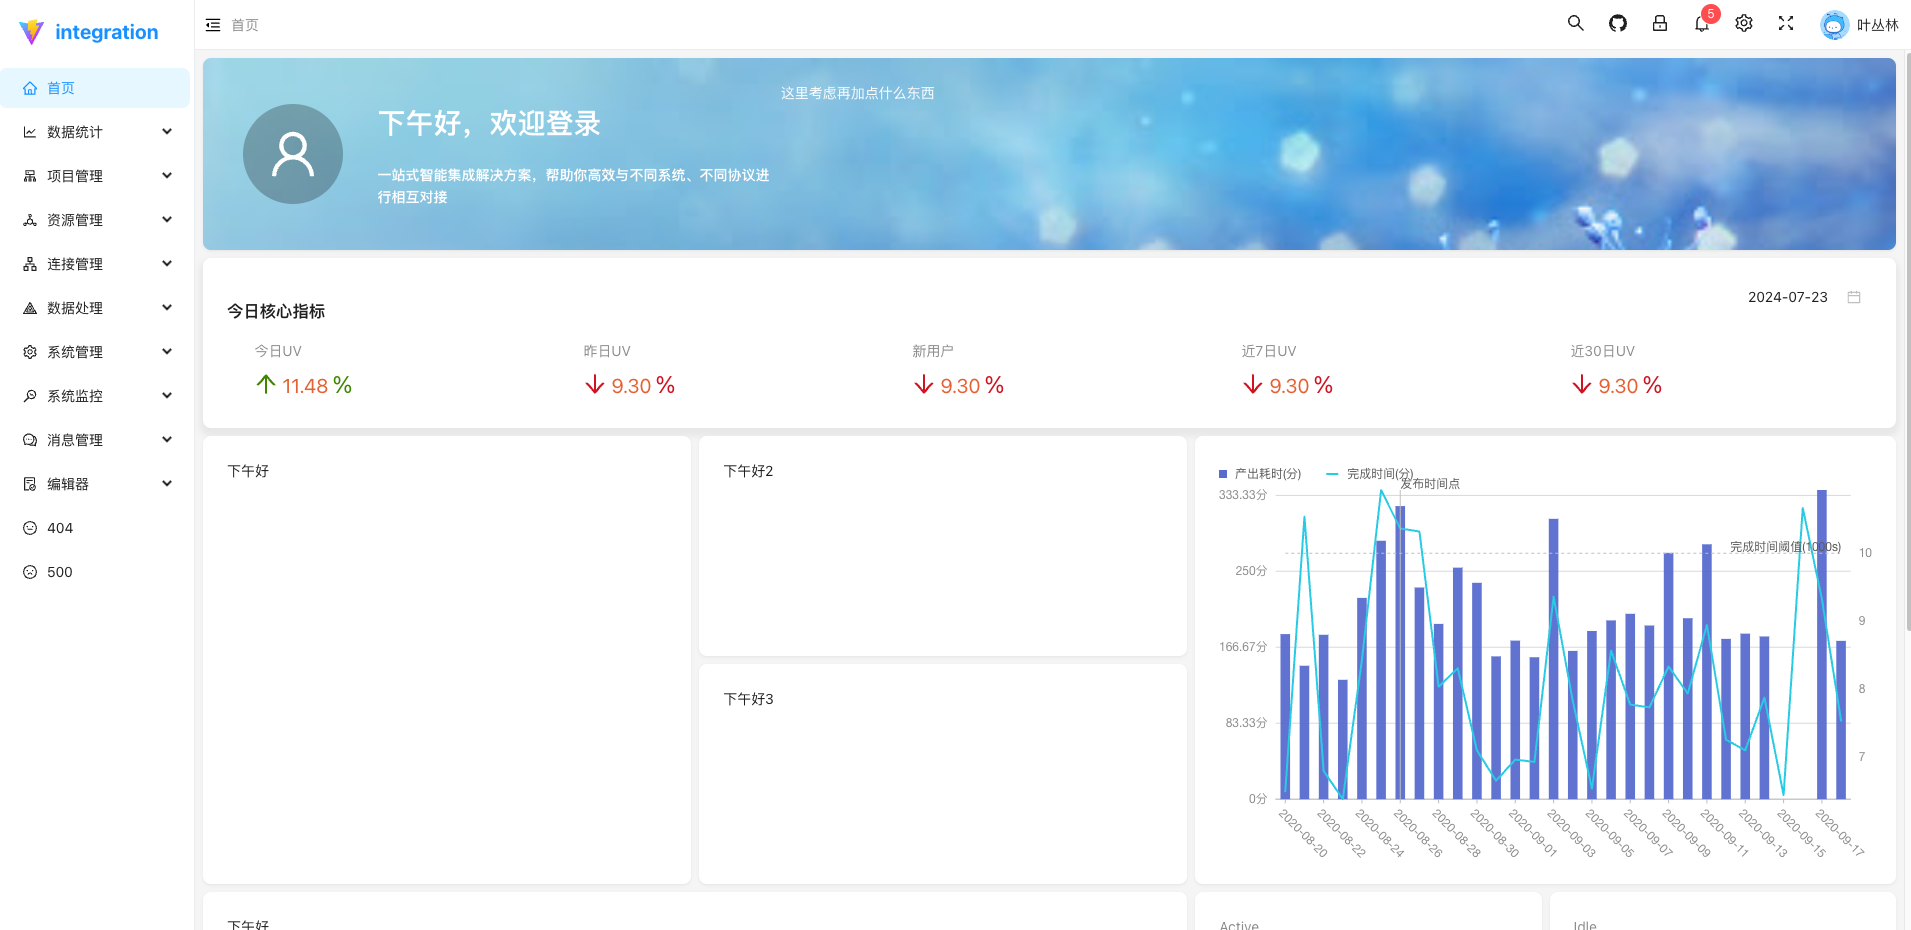 integration
首页
数据统计
项目管理
资源管理
连接管理
数据处理
系统管理
系统监控
消息管理
编辑器
404
500
首页
5
叶丛林
下午好，欢迎登录
一站式智能集成解决方案，帮助你高效与不同系统、不同协议进
行相互对接
这里考虑再加点什么东西
今日核心指标
2024-07-23
今日UV
11.48 %
昨日UV
9.30 %
新用户
9.30 %
近7日UV
9.30 %
近30日UV
9.30 %
下午好
下午好2
下午好3
产出耗时(分)
完成时间(分)
发布时间点
完成时间阈值(1000s)
333.33分
250分
166.67分
83.33分
0分
10
9
8
7
2020-08-20
2020-08-22
2020-08-24
2020-08-26
2020-08-28
2020-08-30
2020-09-01
2020-09-03
2020-09-05
2020-09-07
2020-09-09
2020-09-11
2020-09-13
2020-09-15
2020-09-17
下午好
Active
Idle